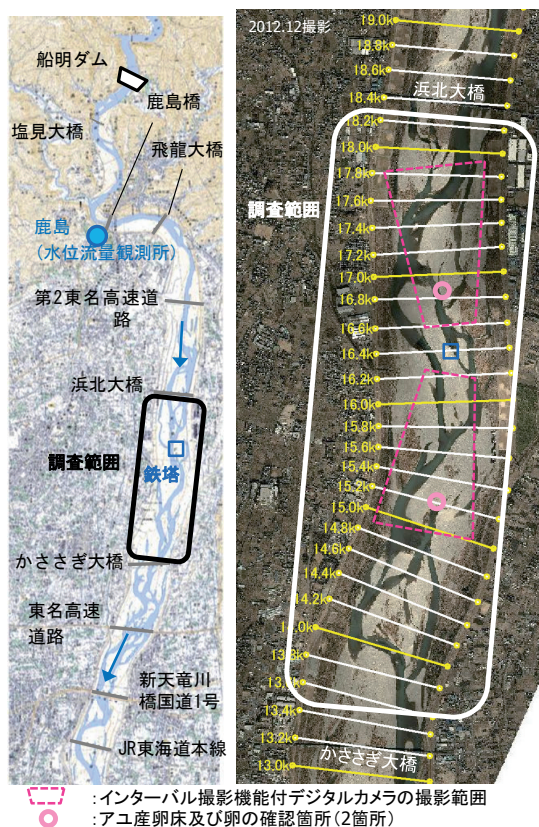 船明ダム
鹿島橋
塩見大橋
飛龍大橋
鹿島
(水位流量観測所)
第2東名高速道
路
浜北大橋
調査範囲
鉄塔
かささぎ大橋
東名高速
道路
新天竜川
橋国道1号
JR東海道本線
2012.12撮影
19.0k
18.8k
18.6k
浜北大橋
18.4k
18.2k
18.0k
17.8k
17.6k
調査範囲
17.4k
17.2k
17.0k
16.8k
16.6k
16.4k
16.2k
16.0k
15.8k
15.6k
15.4k
15.2k
15.0k
14.8k
14.6k
14.4k
14.2k
13.4k
13.2k
かささぎ大橋
13.0k
:インターバル撮影機能付デジタルカメラの撮影範囲
:アユ産卵床及び卵の確認箇所(2箇所)